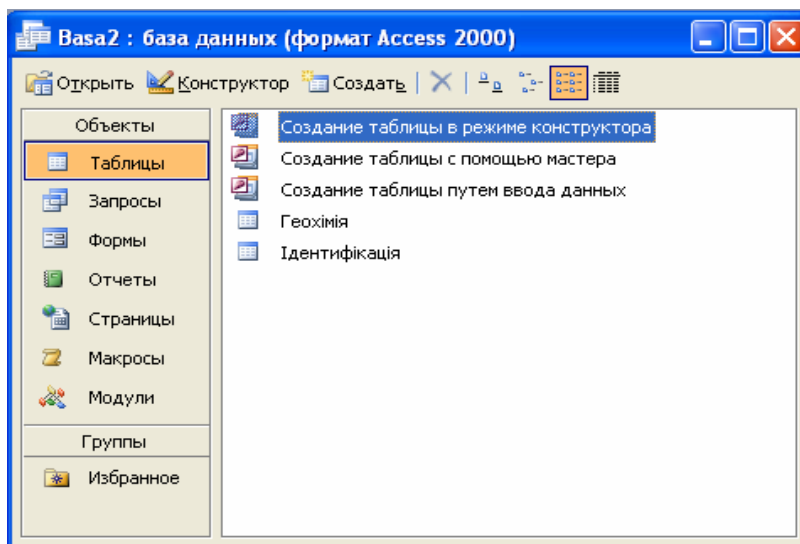 Basa2 : база данных (формат Access 2000)
Открыть Конструктор Создать
Объекты
Таблицы
Запросы
Формы
Отчеты
Страницы
Макросы
Модули
Группы
Избранное
Создание таблицы в режиме конструктора
Создание таблицы с помощью мастера
Создание таблицы путем ввода данных
Геохімія
Ідентифікація